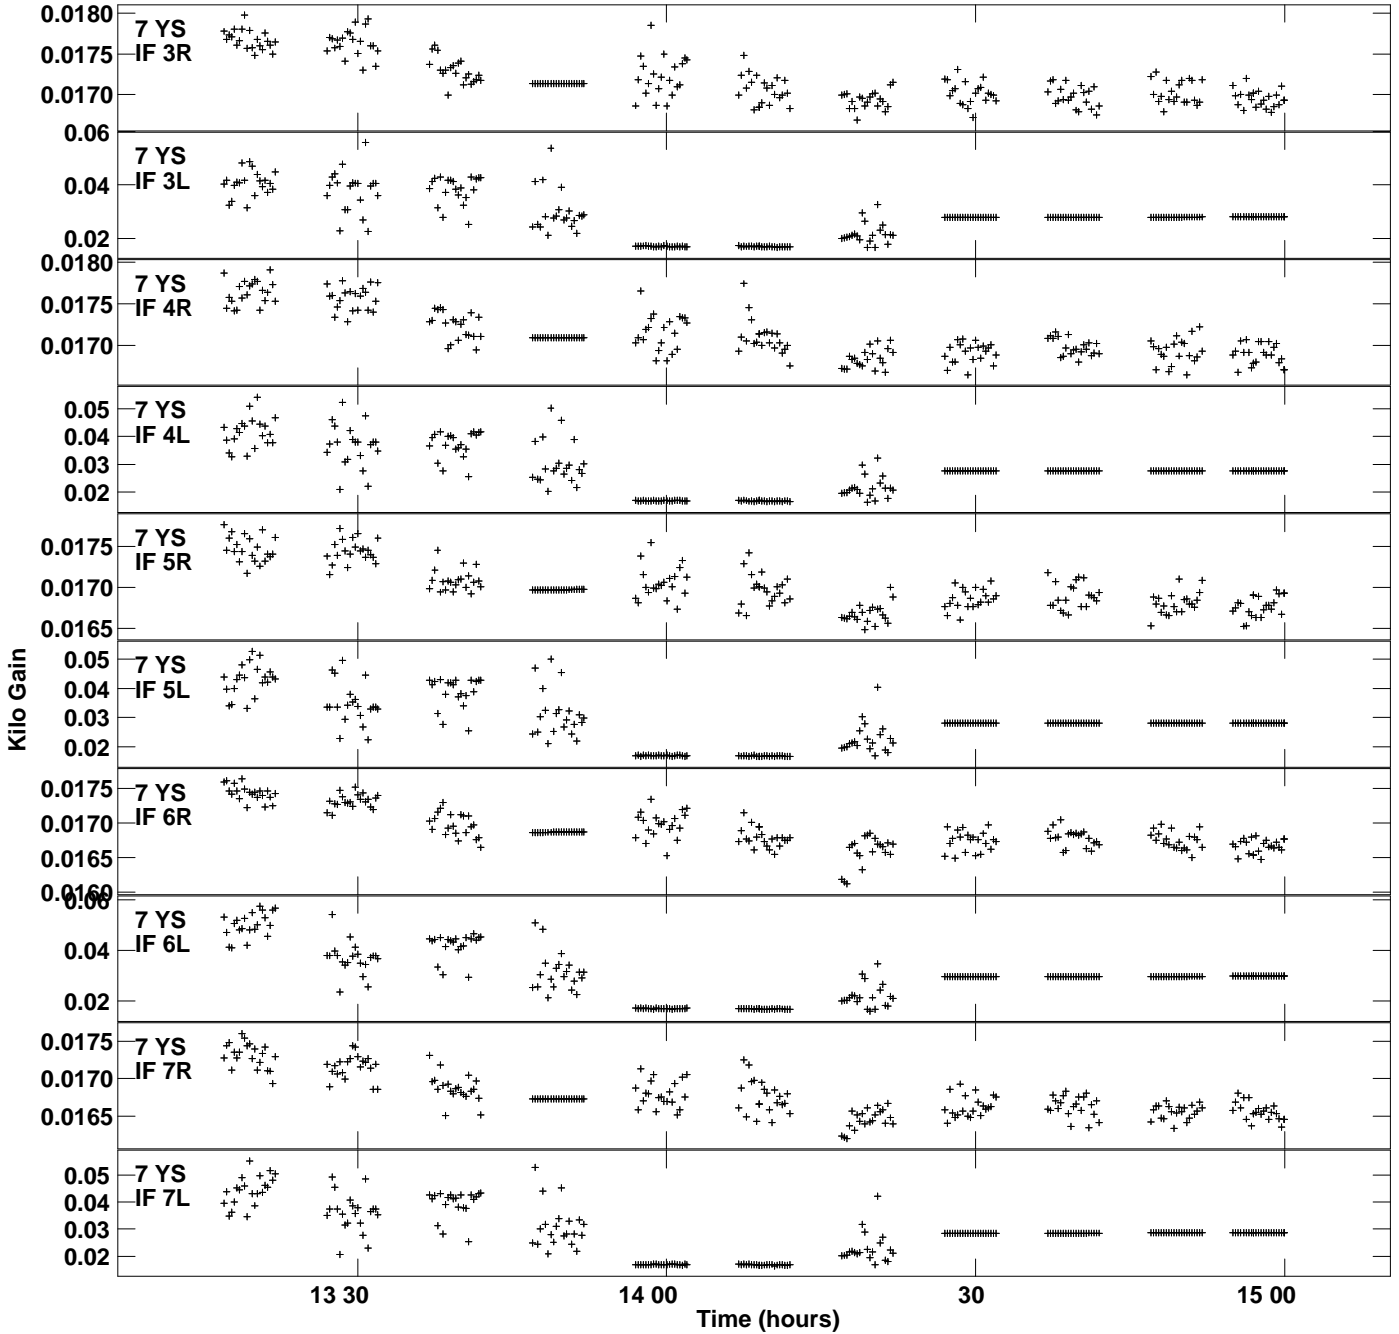 0.0180
7 YS
IF 3R
0.0175
0.0170
0.06
7 YS
IF 3L
0.04
0.02
0.0180
7 YS
IF 4R
0.0175
0.0170
7 YS
IF 4L
0.05
0.04
0.03
0.02
7 YS
IF 5R
0.0175
0.0170
0.0165
7 YS
IF 5L
0.05
0.04
0.03
0.02
7 YS
IF 6R
0.0175
0.0170
0.0165
0.0160
0.06
7 YS
IF 6L
0.04
0.02
7 YS
IF 7R
0.0175
0.0170
0.0165
7 YS
IF 7L
0.05
0.04
0.03
0.02
Kilo Gain
13 30 14 00 30 15 00
Time (hours)